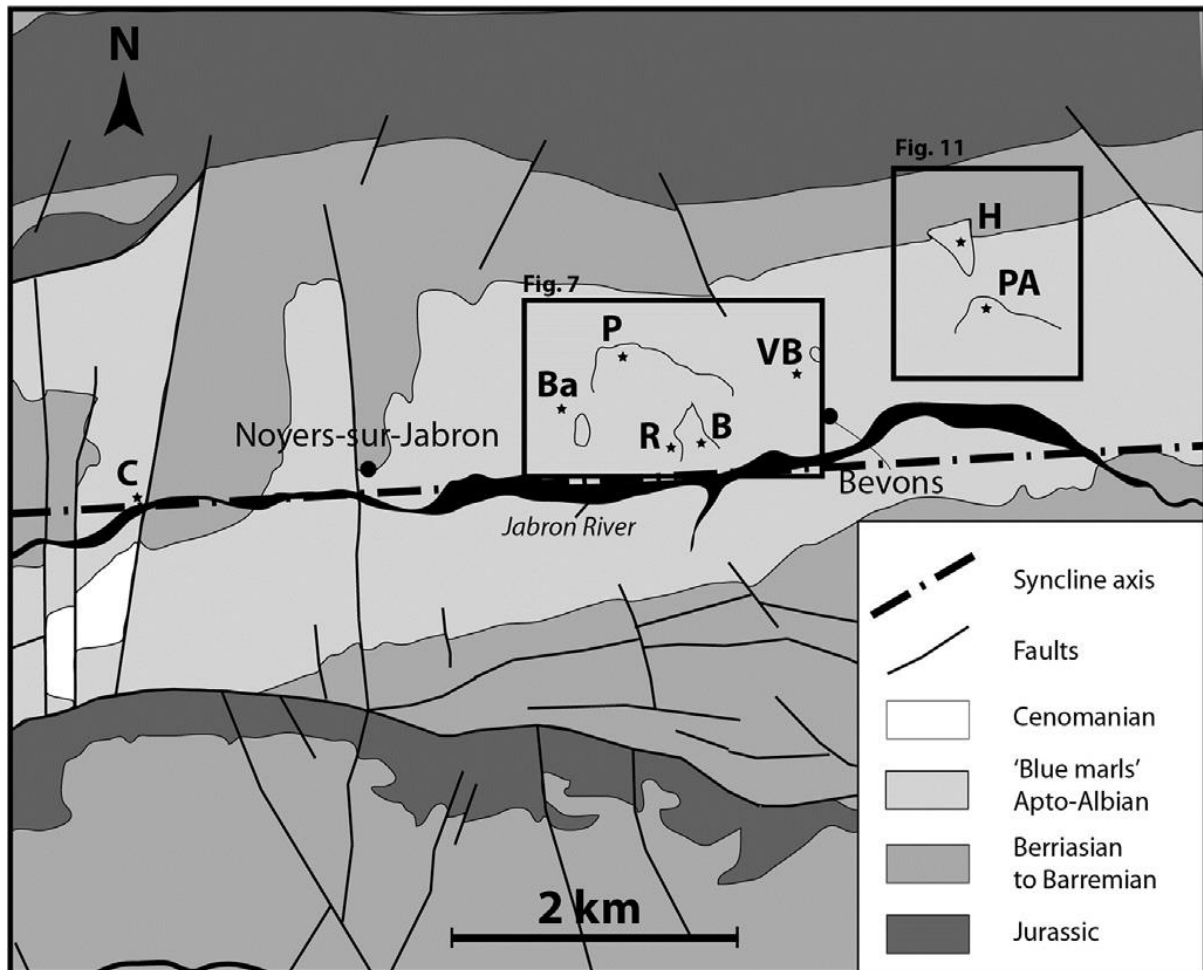 N
Fig. 11
H
PA
Fig. 7
P
VB
Ba
R
B
Noyers-sur-Jabron
C
Bevons
Jabron River
Syncline axis
Faults
Cenomanian
'Blue marls'
Apto-Albian
Berriasian
to Barremian
Jurassic
2 km